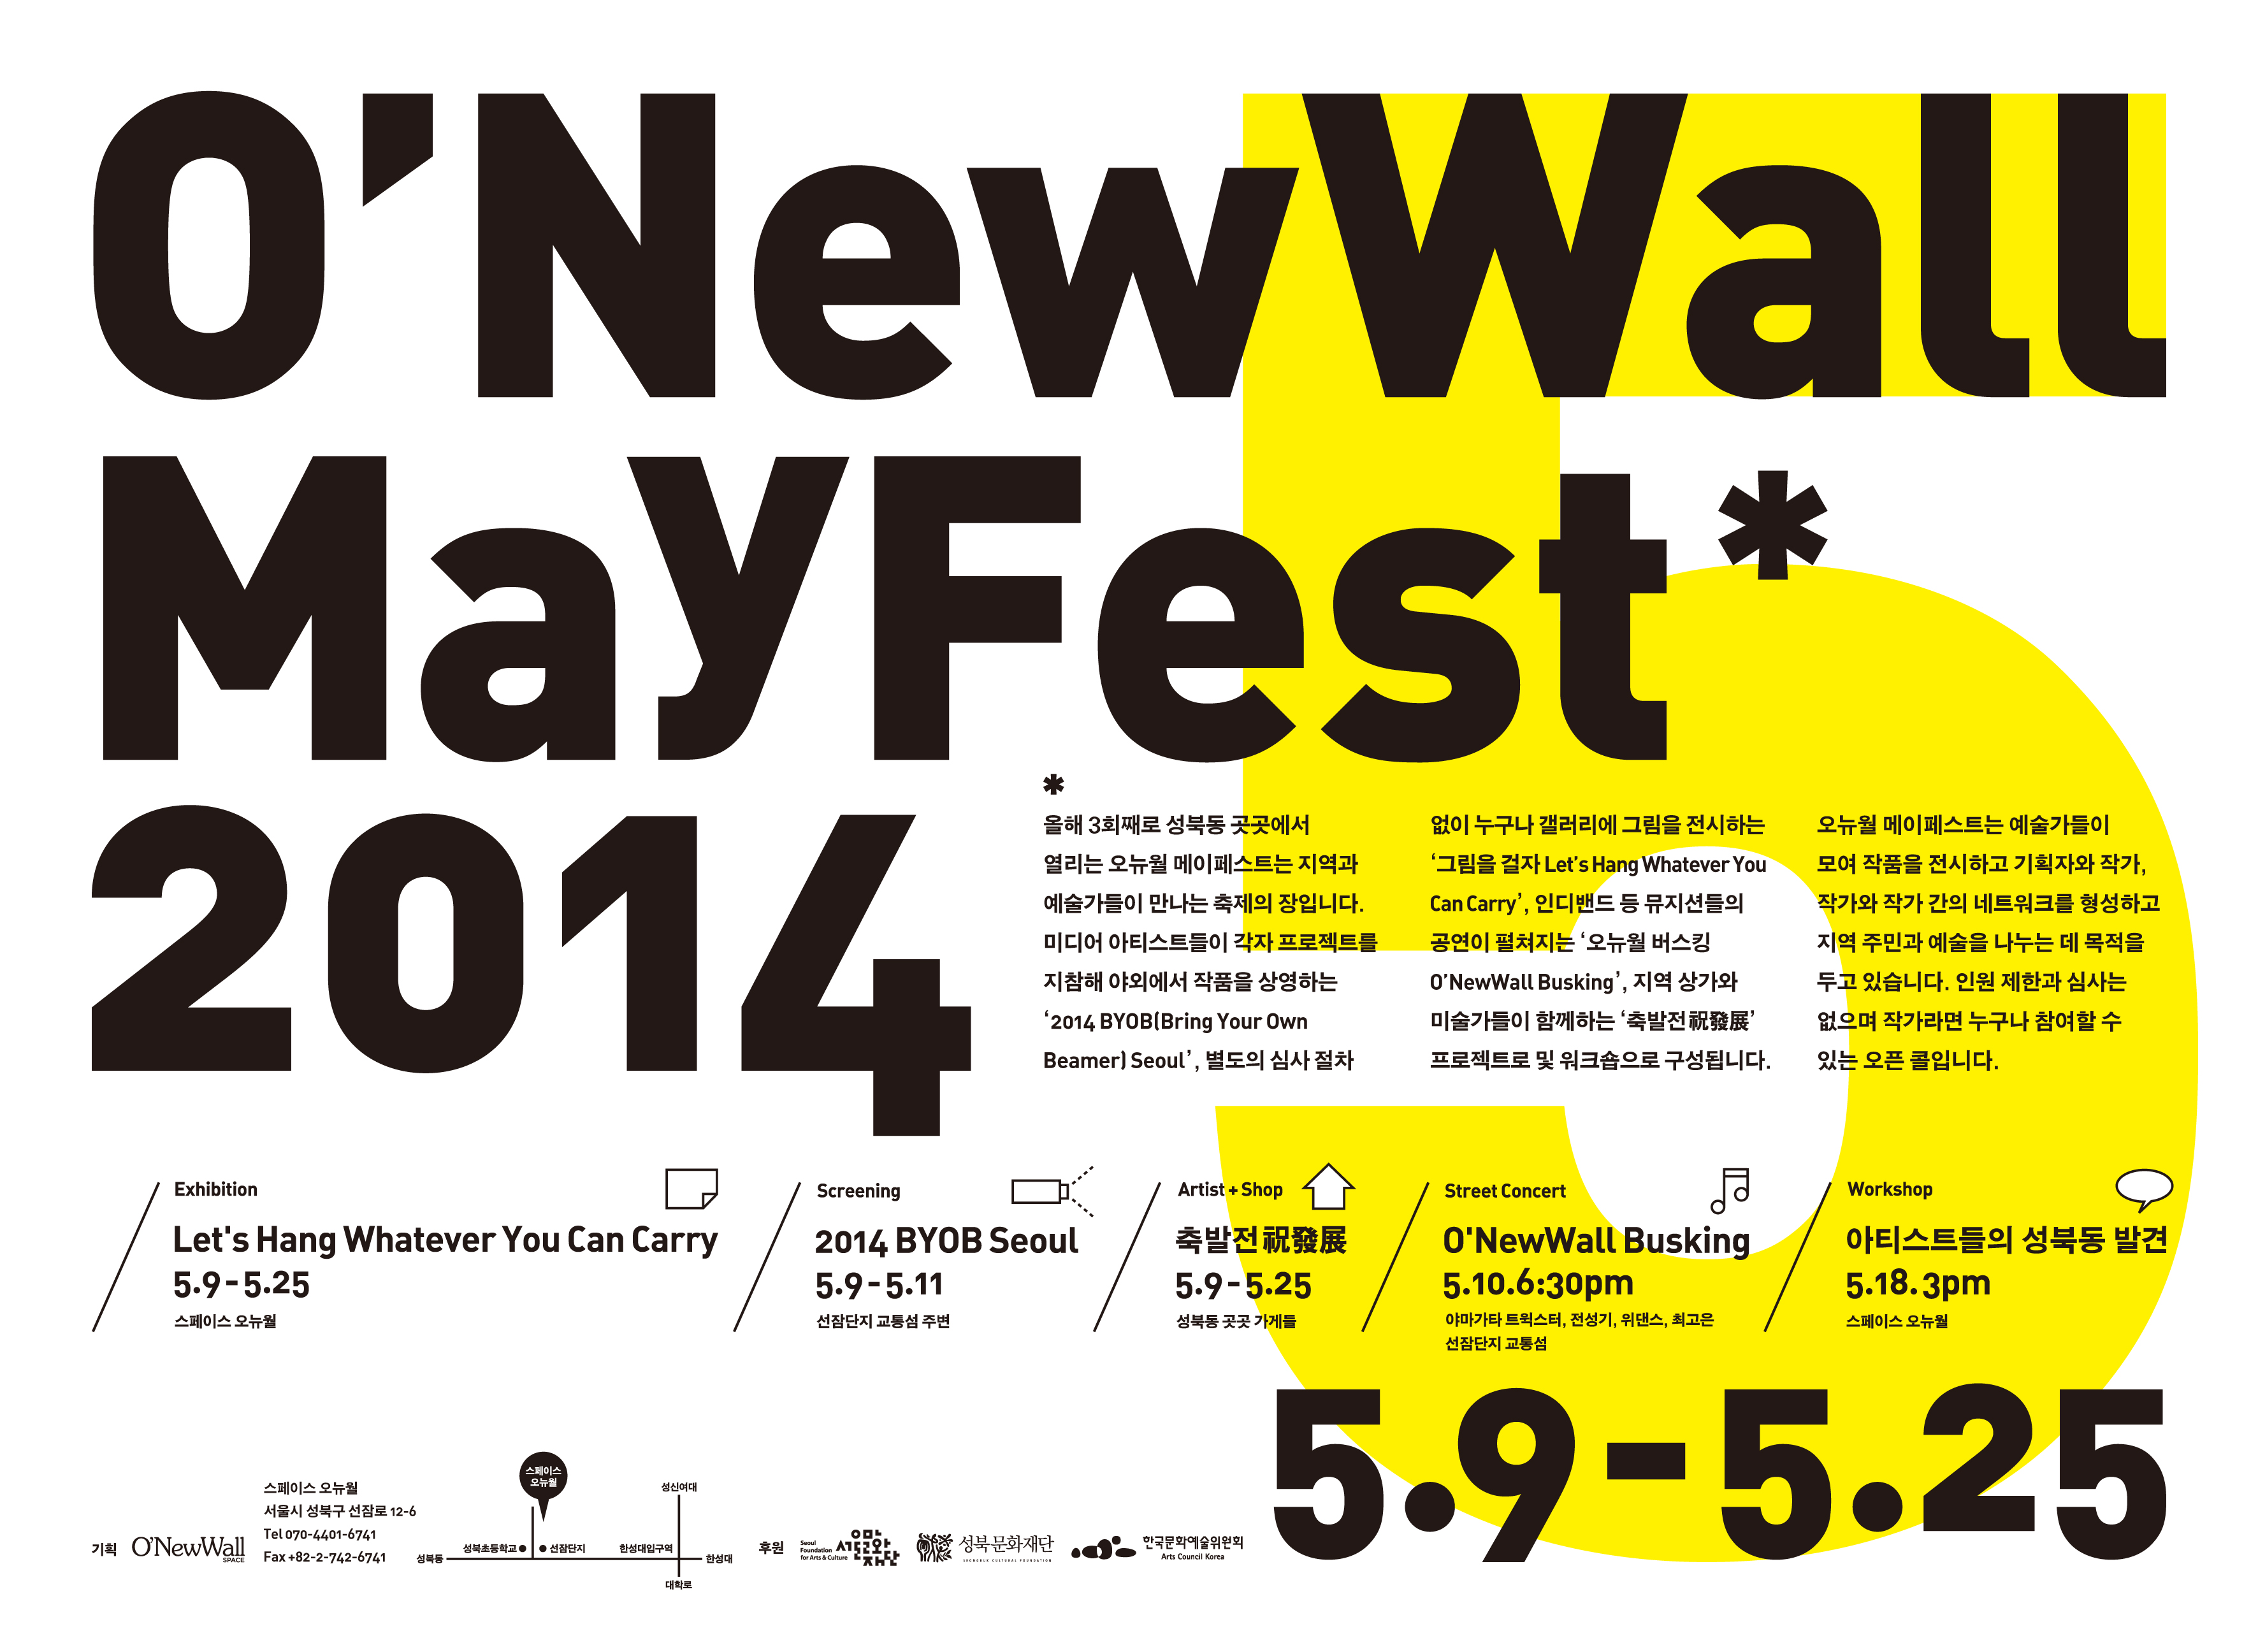 O'NewWall
MayFest*
2014
*
올해 3회째로 성북동 곳곳에서
열리는 오뉴월 메이페스트는 지역과
예술가들이 만나는 축제의 장입니다.
미디어 아티스트들이 각자 프로젝트를
지참해 야외에서 작품을 상영하는
‘2014 BYOB(Bring Your Own
Beamer) Seoul’, 별도의 심사 절차
없이 누구나 갤러리에 그림을 전시하는
‘그림을 걸자 Let’s Hang Whatever You
Can Carry’, 인디밴드 등 뮤지션들의
공연이 펼쳐지는 ‘오뉴월 버스킹
O’NewWall Busking’, 지역 상가와
미술가들이 함께하는 ‘축발전祝發展’
프로젝트로 및 워크숍으로 구성됩니다.
오뉴월 메이페스트는 예술가들이
모여 작품을 전시하고 기획자와 작가,
작가와 작가 간의 네트워크를 형성하고
지역 주민과 예술을 나누는 데 목적을
두고 있습니다. 인원 제한과 심사는
없으며 작가라면 누구나 참여할 수
있는 오픈 콜입니다.
Exhibition
Let's Hang Whatever You Can Carry
5.9-5.25
스페이스 오뉴월
Screening
2014 BYOB Seoul
5.9-5.11
선잠단지 교통섬 주변
Artist + Shop
축발전祝發展
5.9-5.25
성북동 곳곳 가게들
Street Concert
O'NewWall Busking
5.10.6:30pm
야마가타 트윅스터, 전성기, 위댄스, 최고은
선잠단지 교통섬
Workshop
아티스트들의 성북동 발견
5.18.3pm
스페이스 오뉴월
5.9-5.25
기획
O’NewWall
SPACE
스페이스 오뉴월
서울시 성북구 선잠로 12-6
Tel 070-4401-6741
Fax +82-2-742-6741
스페이스
오뉴월
성북동
성북초등학교
선잠단지
한성대입구역
성신여대
한성대
대학로
후원
Seoul
Foundation
for Arts & Culture
서울문화재단
성북문화재단
SEONGBUK CULTURAL FOUNDATION
한국문화예술위원회
Arts Council Korea